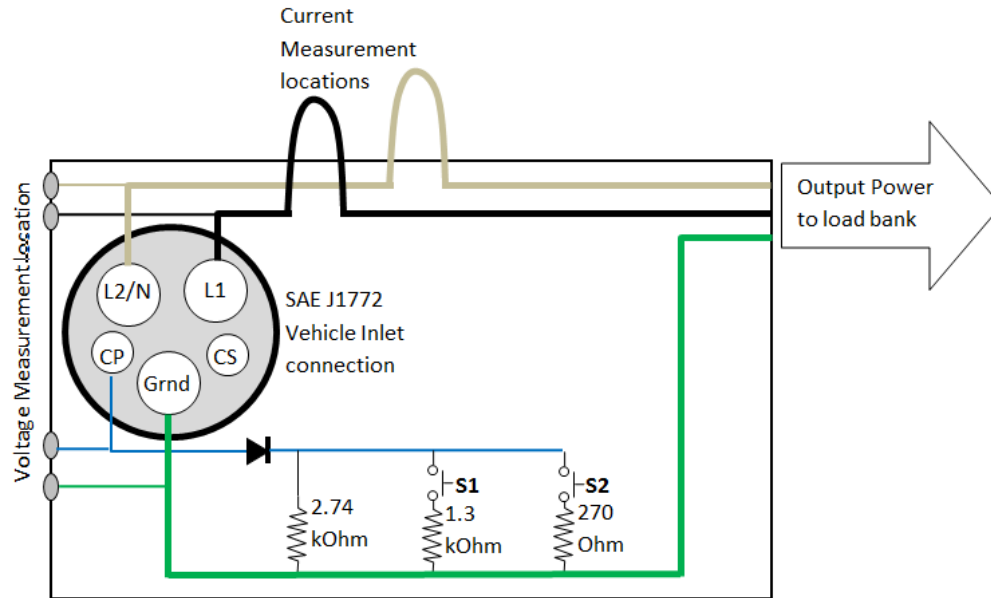 Current
Measurement
locations
Output Power
to load bank
Voltage Measurement location
L2/N
L1
SAE J1772
Vehicle Inlet
connection
CP
CS
Grnd
S1
S2
2.74
kOhm
1.3
kOhm
270
Ohm